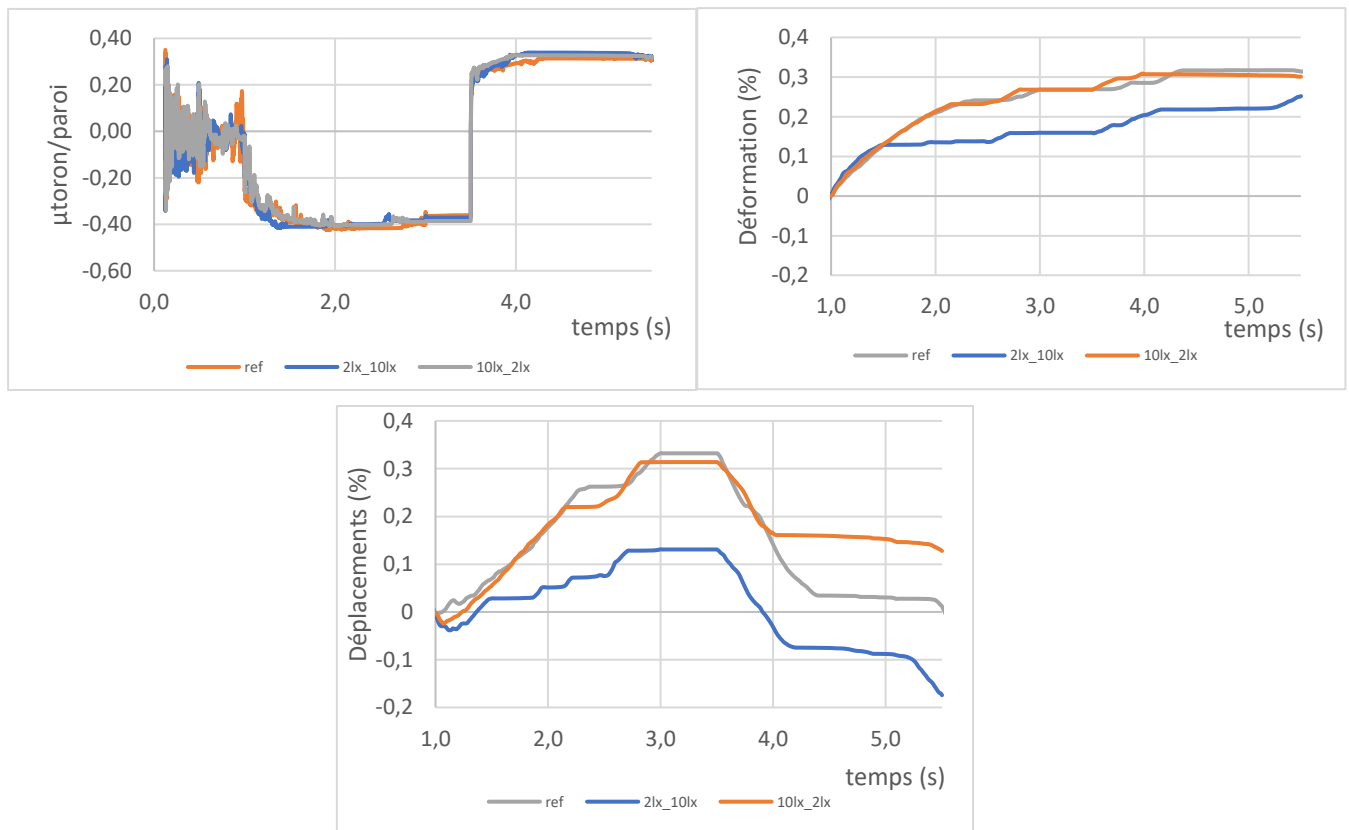 0,40
0,20
0,00
-0,20
-0,40
-0,60
µtoron/paroi
0,0 2,0 4,0
temps (s)
ref 2lx_10lx 10lx_2lx
0,4
0,3
0,2
0,1
0
-0,1
-0,2
Déformation (%)
1,0 2,0 3,0 4,0 5,0
temps (s)
ref 2lx_10lx 10lx_2lx
0,4
0,3
0,2
0,1
0
-0,1
-0,2
Déplacements (%)
1,0 2,0 3,0 4,0 5,0
temps (s)
ref 2lx_10lx 10lx_2lx